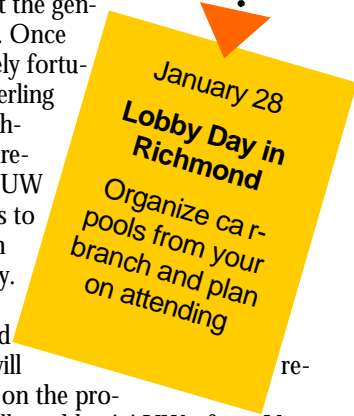 t the gen-
. Once
ely fortu-
erling
h-
re-
UW
s to
n
y.
d
will re-
on the pro-
January 28
Lobby Day in
Richmond
Organize ca r-
pools from your
branch and plan
on attending